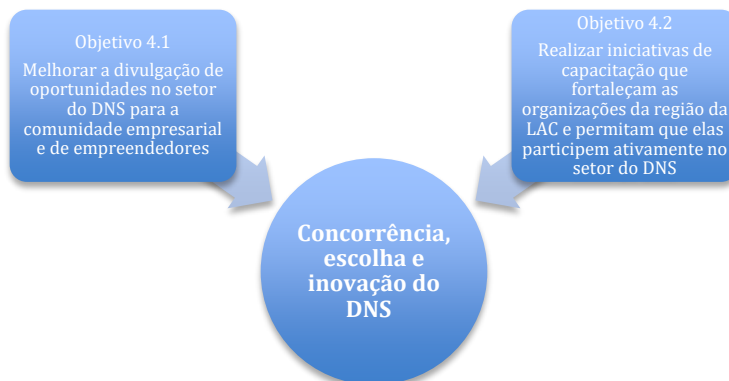 Objetivo 4.1
Melhorar a divulgação de
oportunidades no setor
do DNS para a
comunidade empresarial
e de empreendedores
Objetivo 4.2
Realizar iniciativas de
capacitação que
fortaleçam as
organizações da região da
LAC e permitam que elas
participem ativamente no
setor do DNS
Concorrência,
escolha e
inovação do
DNS